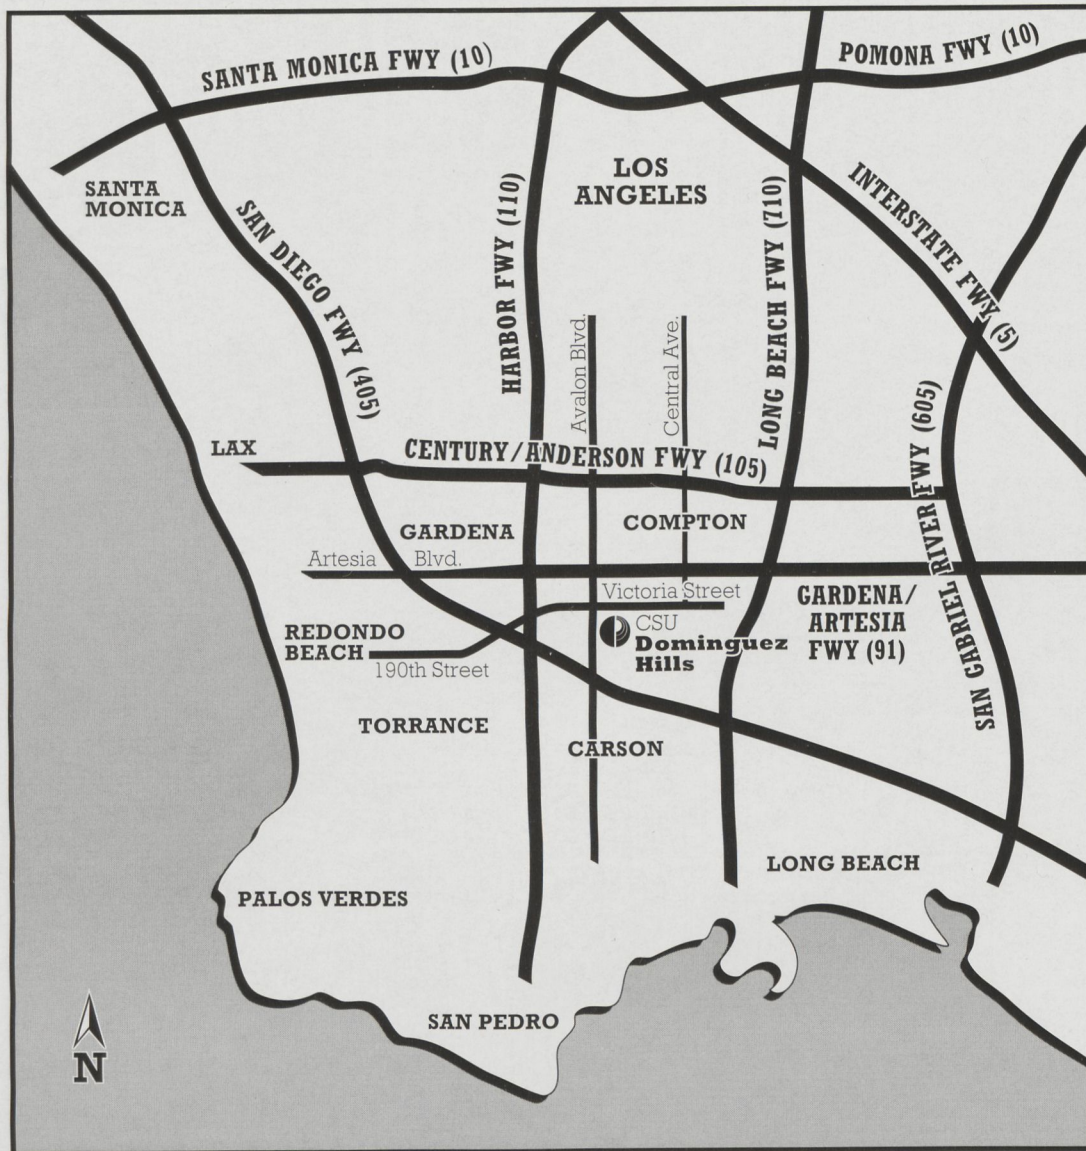 SANTA MONICA FWY (10)
POMONA FWY (10)
SANTA
MONICA
LOS
ANGELES
SAN DIEGO FWY (405)
HARBOR FWY (110)
LONG BEACH FWY (710)
INTERSTATE FWY (5)
Avalon Blvd.
Central Ave.
LAX
CENTURY/ANDERSON FWY (105)
SAN GABRIEL RIVER FWY (605)
GARDENA
COMPTON
Artesia Blvd.
Victoria Street
GARDENA/
ARTESIA
FWY (91)
REDONDO
BEACH
190th Street
CSU
Dominguez
Hills
TORRANCE
CARSON
LONG BEACH
PALOS VERDES
SAN PEDRO
N